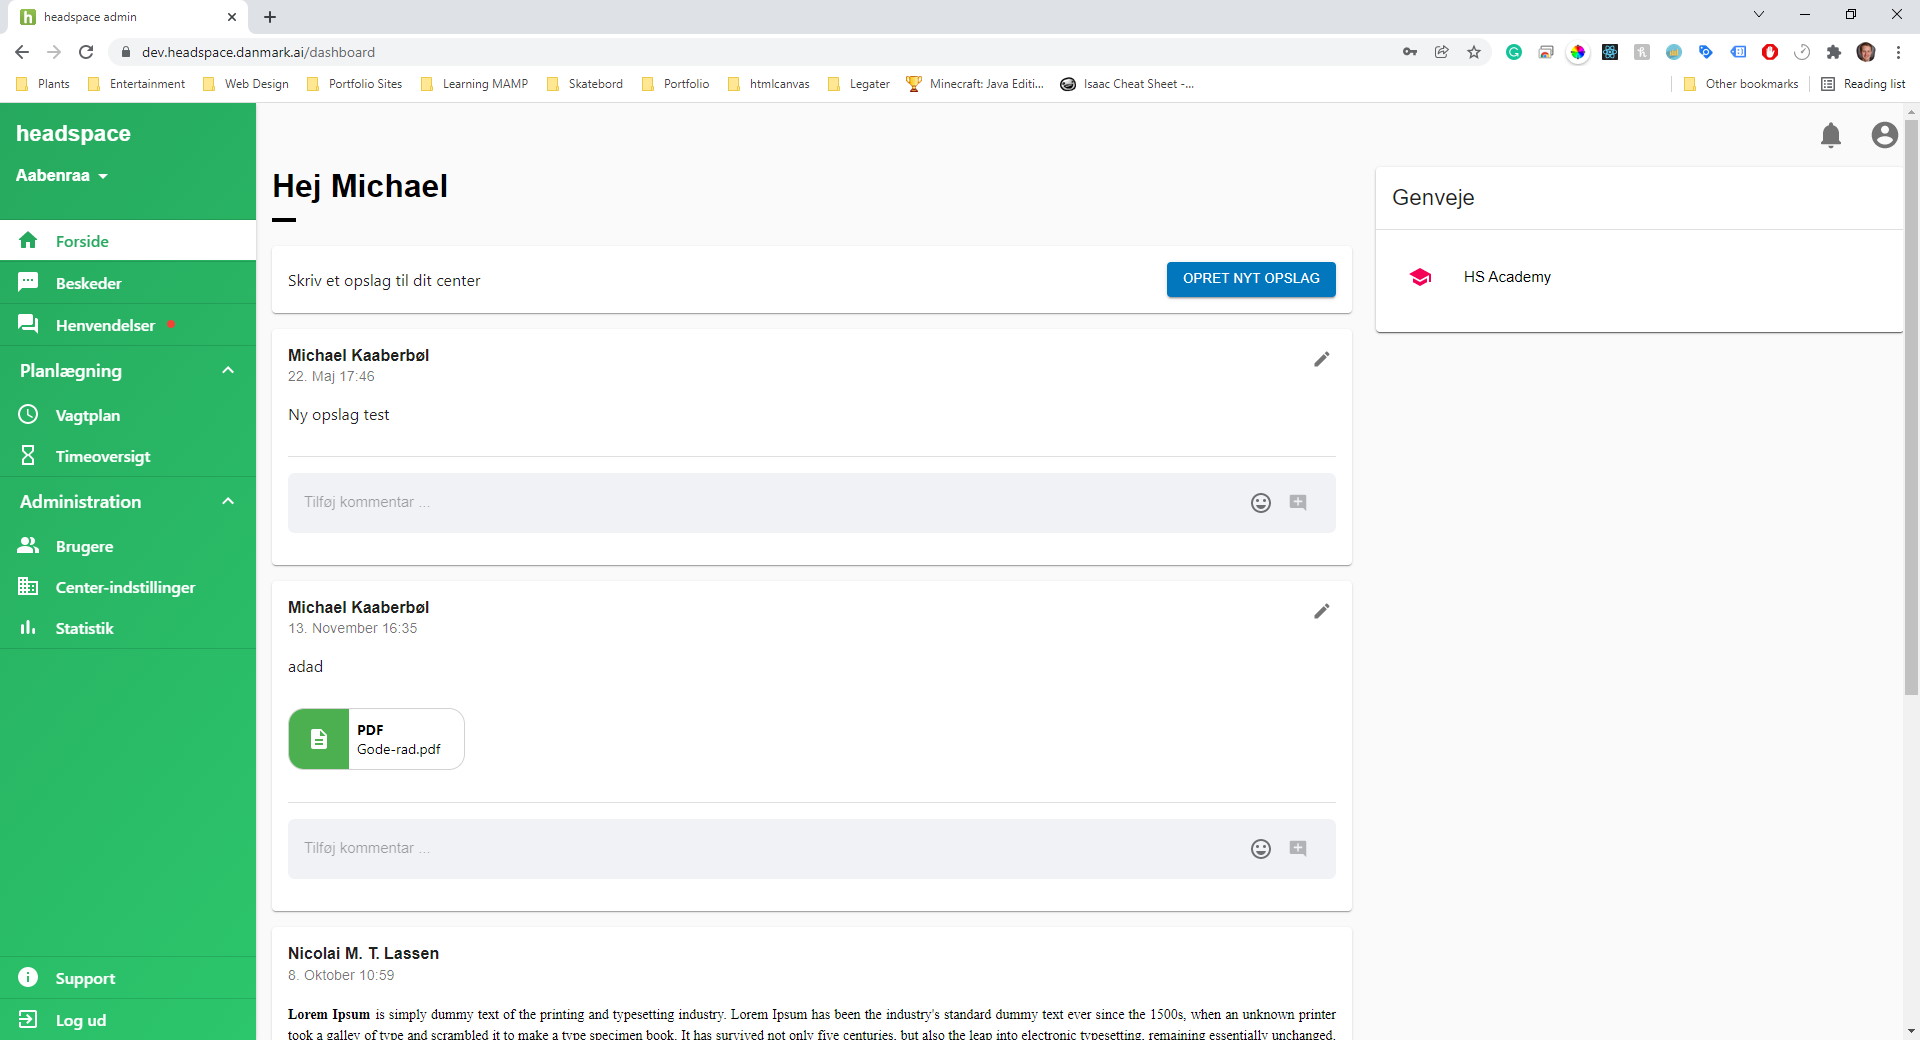 headspace admin
dev.headspace.danmark.ai/dashboard
Plants
Entertainment
Web Design
Portfolio Sites
Learning MAMP
Skatebord
Portfolio
htmlcanvas
Legater
Minecraft: Java Editi...
Isaac Cheat Sheet -...
Other bookmarks
Reading list
headspace
Aabenraa
Forside
Beskeder
Henvendelser
Planlægning
Vagtplan
Timeoversigt
Administration
Brugere
Center-indstillinger
Statistik
Support
Log ud
Hej Michael
Skriv et opslag til dit center
OPRET NYT OPSLAG
Michael Kaaberbøl
22. Maj 17:46
Ny opslag test
Tilføj kommentar ...
Michael Kaaberbøl
13. November 16:35
adad
PDF
Gode-rad.pdf
Tilføj kommentar ...
Nicolai M. T. Lassen
8. Oktober 10:59
Lorem Ipsum is simply dummy text of the printing and typesetting industry. Lorem Ipsum has been the industry's standard dummy text ever since the 1500s, when an unknown printer
took a galley of type and scrambled it to make a type specimen book. It has survived not only five centuries, but also the leap into electronic typesetting, remaining essentially unchanged.
Genveje
HS Academy